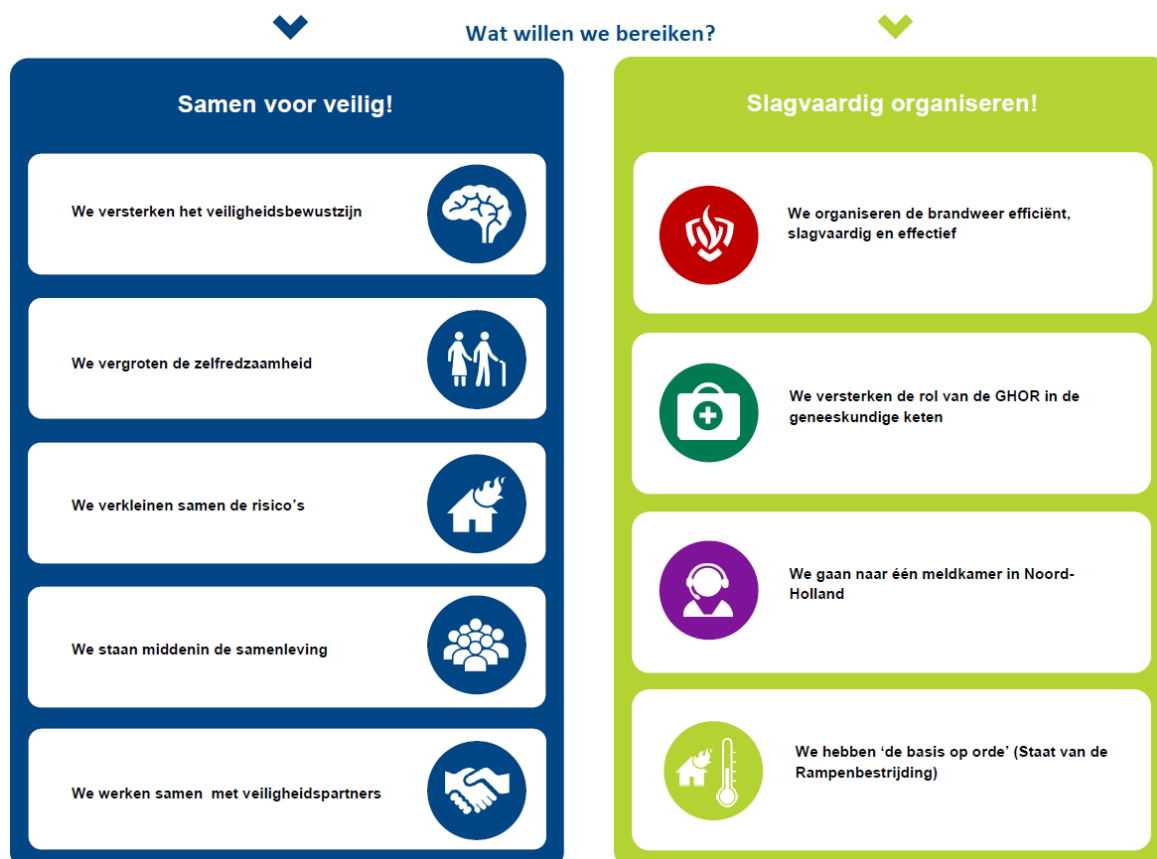 Wat willen we bereiken?
Samen voor veilig!
We versterken het veiligheidsbewustzijn
We vergroten de zelfredzaamheid
We verkleinen samen de risico's
We staan middenin de samenleving
We werken samen met veiligheidspartners
Slagvaardig organiseren!
We organiseren de brandweer efficiënt,
slagvaardig en effectief
We versterken de rol van de GHOR in de
geneeskundige keten
We gaan naar één meldkamer in Noord-
Holland
We hebben ‘de basis op orde’ (Staat van de
Rampenbestrijding)